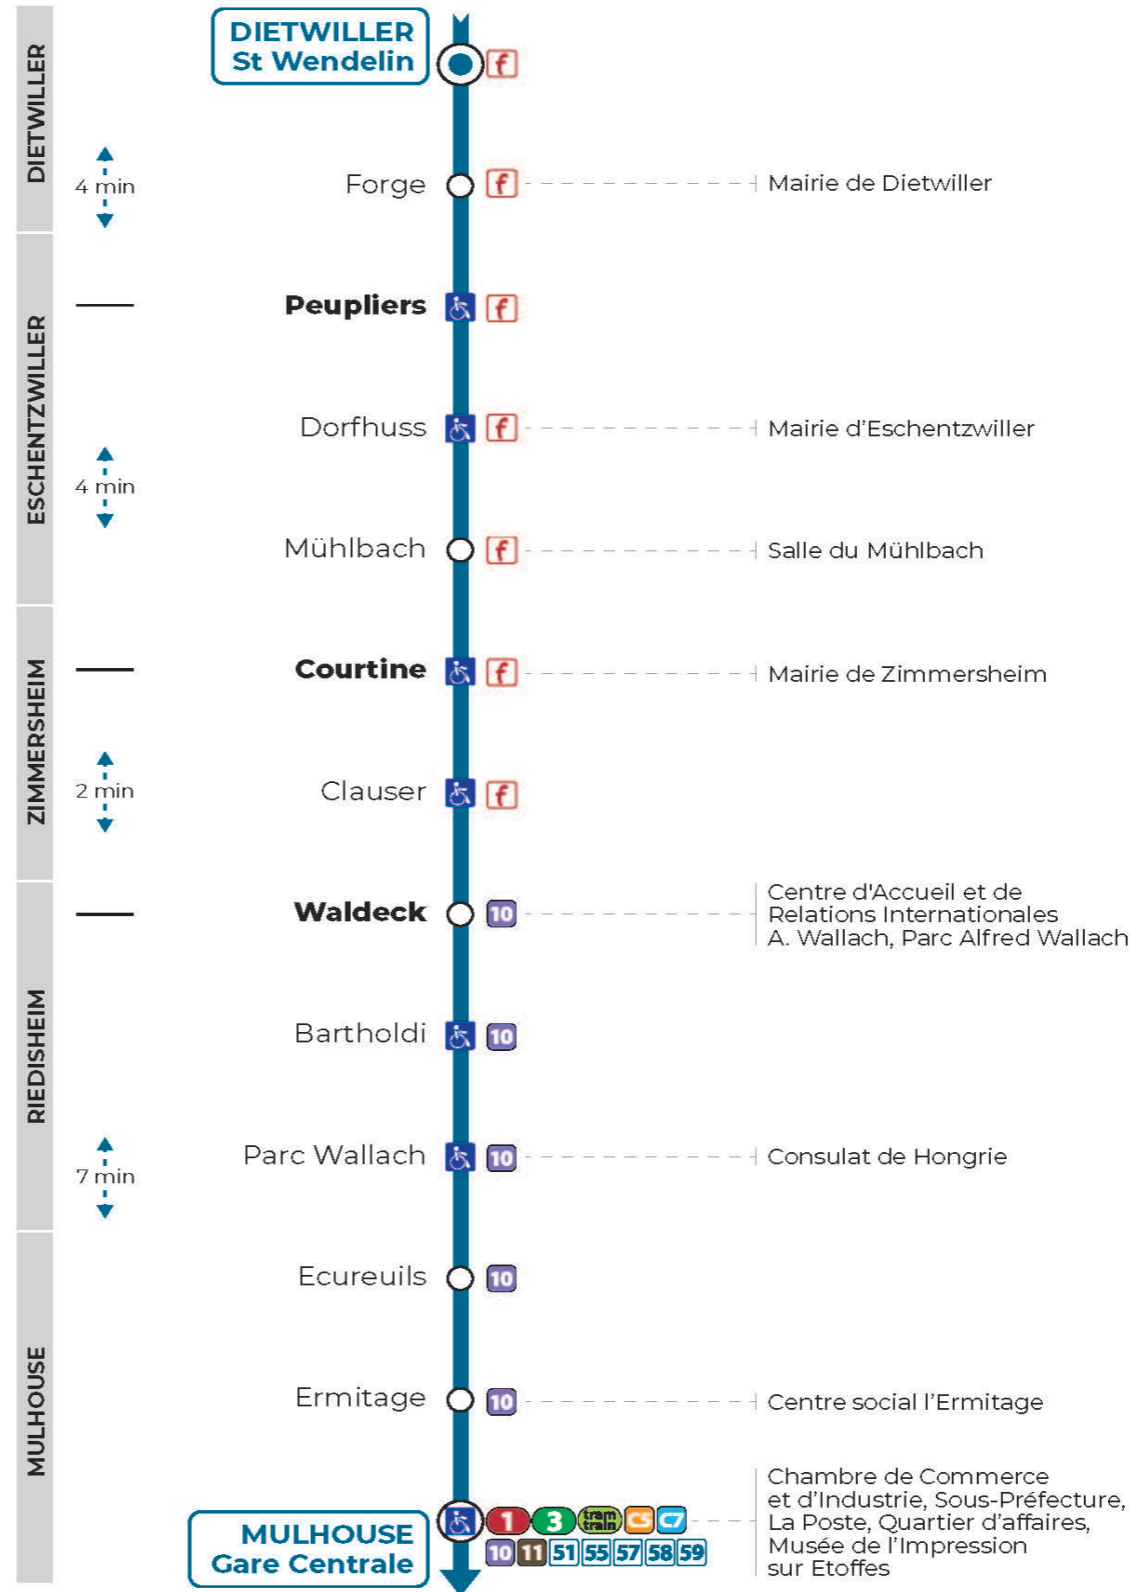 DIETWILLER
St Wendelin
f
DIETWILLER
4 min
Forge
f
Mairie de Dietwiller
Peupliers
f
ESCHENTZWILLER
Dorfhuss
f
Mairie d'Eschentzwiller
4 min
Mühlbach
f
Salle du Mühlbach
Courtine
f
Mairie de Zimmersheim
ZIMMERSHEIM
2 min
Clauser
f
Waldeck
10
Centre d'Accueil et de
Relations Internationales
A. Wallach, Parc Alfred Wallach
RIEDISHEIM
Bartholdi
10
Parc Wallach
10
Consulat de Hongrie
7 min
Ecureuils
10
MULHOUSE
Ermitage
10
Centre social l'Ermitage
MULHOUSE
Gare Centrale
1 3 tram train C5 C7
10 11 51 55 57 58 59
Chambre de Commerce
et d'Industrie, Sous-Préfecture,
La Poste, Quartier d'affaires,
Musée de l'Impression
sur Etoffes